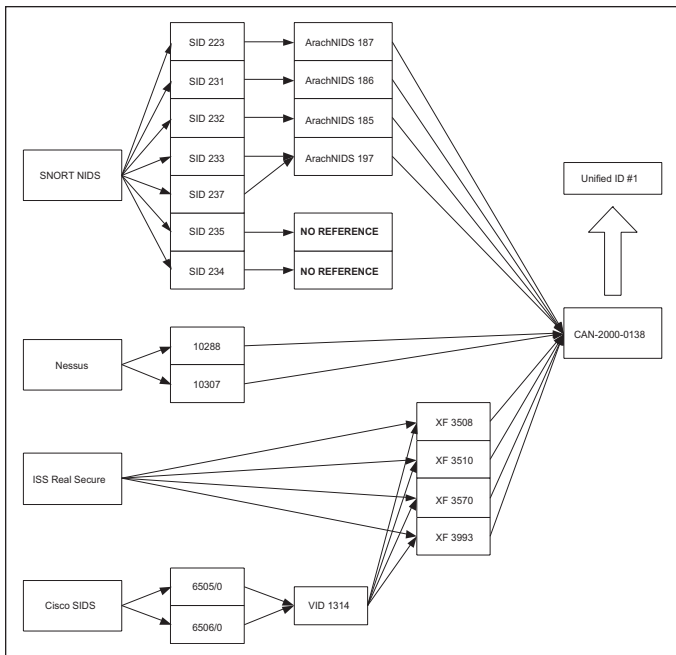 SNORT NIDS
SID 223
SID 231
SID 232
SID 233
SID 237
SID 235
SID 234
ArachNIDS 187
ArachNIDS 186
ArachNIDS 185
ArachNIDS 197
NO REFERENCE
NO REFERENCE
Unified ID #1
CAN-2000-0138
Nessus
10288
10307
ISS Real Secure
XF 3508
XF 3510
XF 3570
XF 3993
Cisco SIDS
6505/0
6506/0
VID 1314